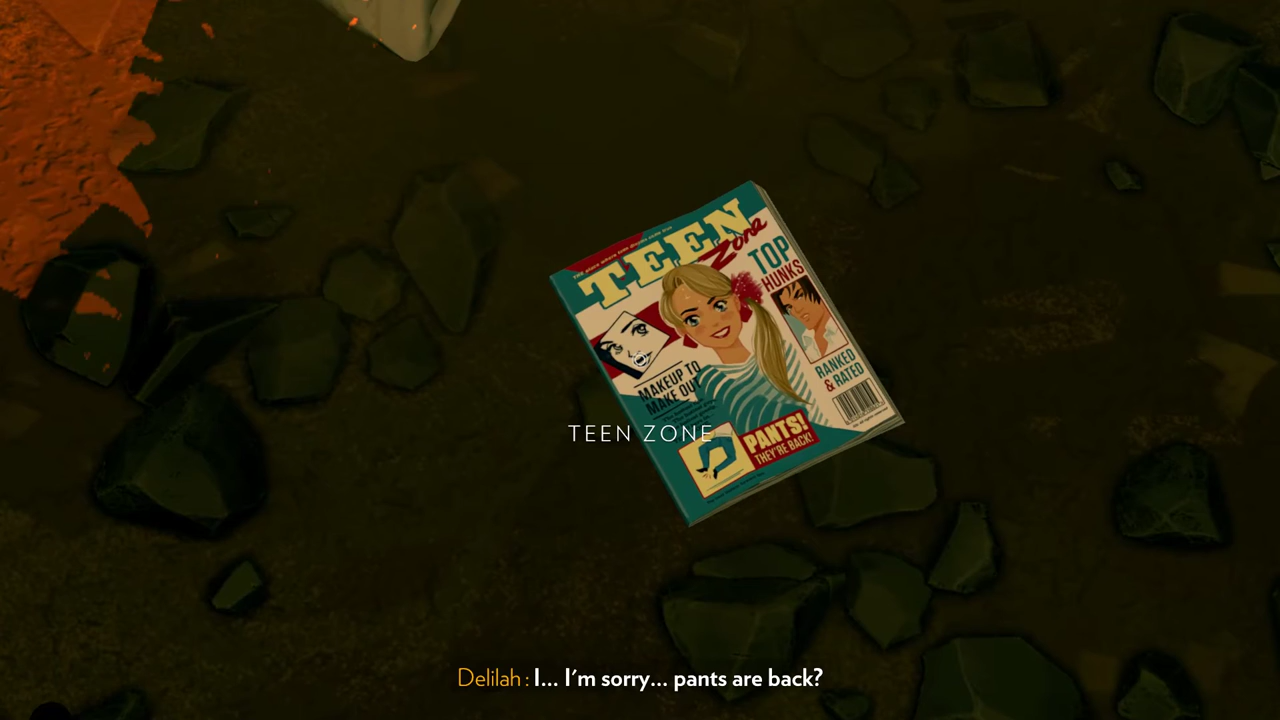 TEEN
Zone
TOP
HUNKS
RANKED
& RATED
MAKEUP TO
MAKE OUT
PANTS!
THEY'RE BACK!
TEEN ZONE
Delilah : I... I'm sorry... pants are back?